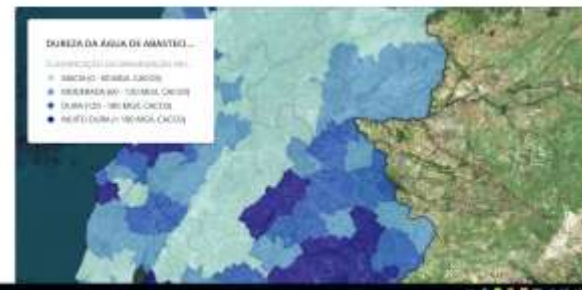 DUREZA DA ÁGUA DE ABASTECI...
MACIA (0 - 60 MG/L CACO3)
MODERADA (60 - 120 MG/L CACO3)
DURA (120 - 180 MG/L CACO3)
MUITO DURA (> 180 MG/L CACO3)